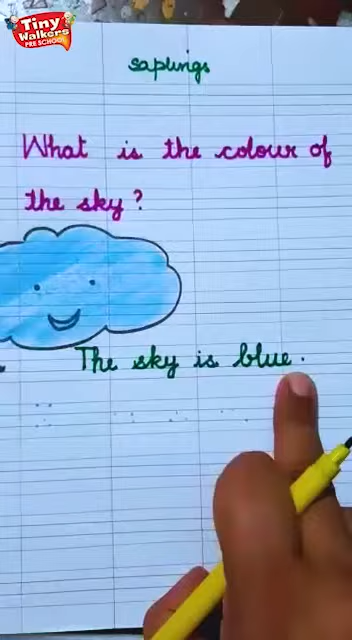 Tiny
Walkers
PRE SCHOOL
saplings
What is the colour of
the sky?
The sky is blue.